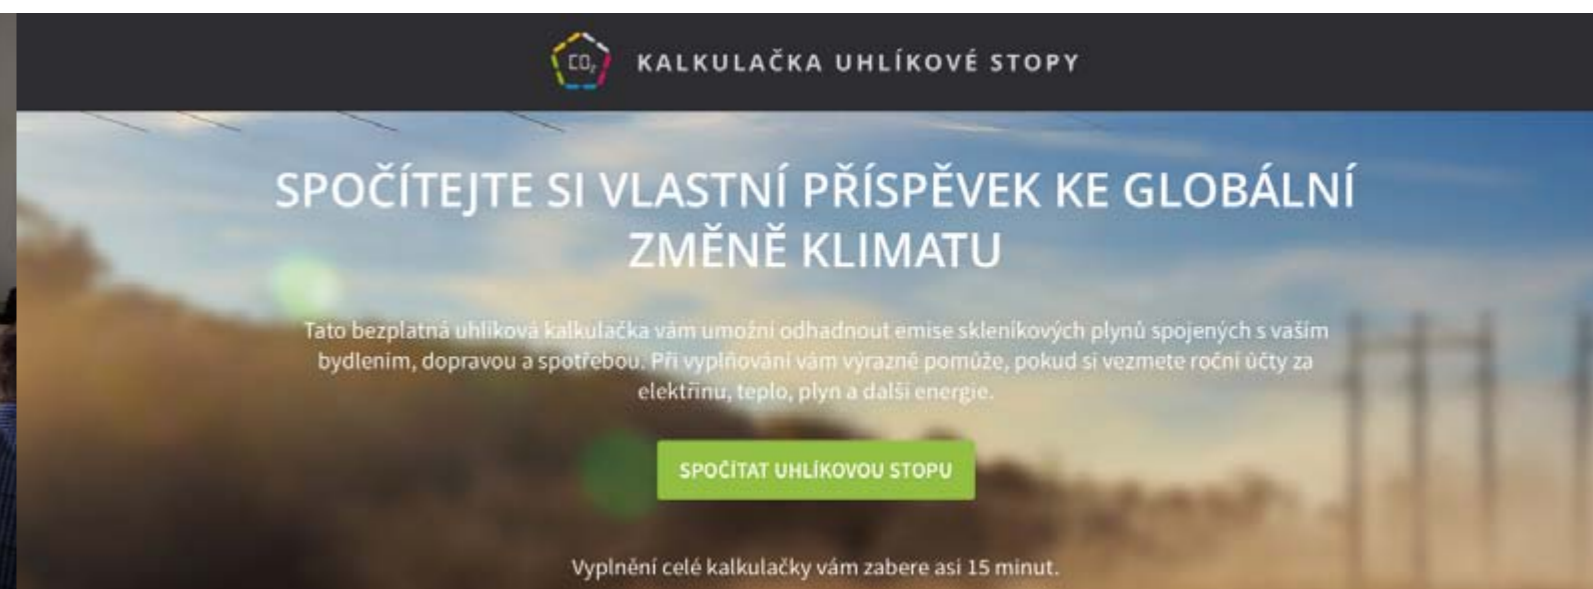 CO₂ KALKULAČKA UHLÍKOVÉ STOPY
SPOČÍTEJTE SI VLASTNÍ PŘÍSPĚVEK KE GLOBÁLNÍ
ZMĚNĚ KLIMATU
Tato bezplatná uhlíková kalkulačka vám umožní odhadnout emise skleníkových plynů spojených s vaším
bydlením, dopravou a spotřebou. Při vyplňování vám výrazně pomůže, pokud si vezmete roční účty za
elektřinu, teplo, plyn a další energie.
SPOČÍTAT UHLÍKOVOU STOPU
Vyplnění celé kalkulačky vám zabere asi 15 minut.